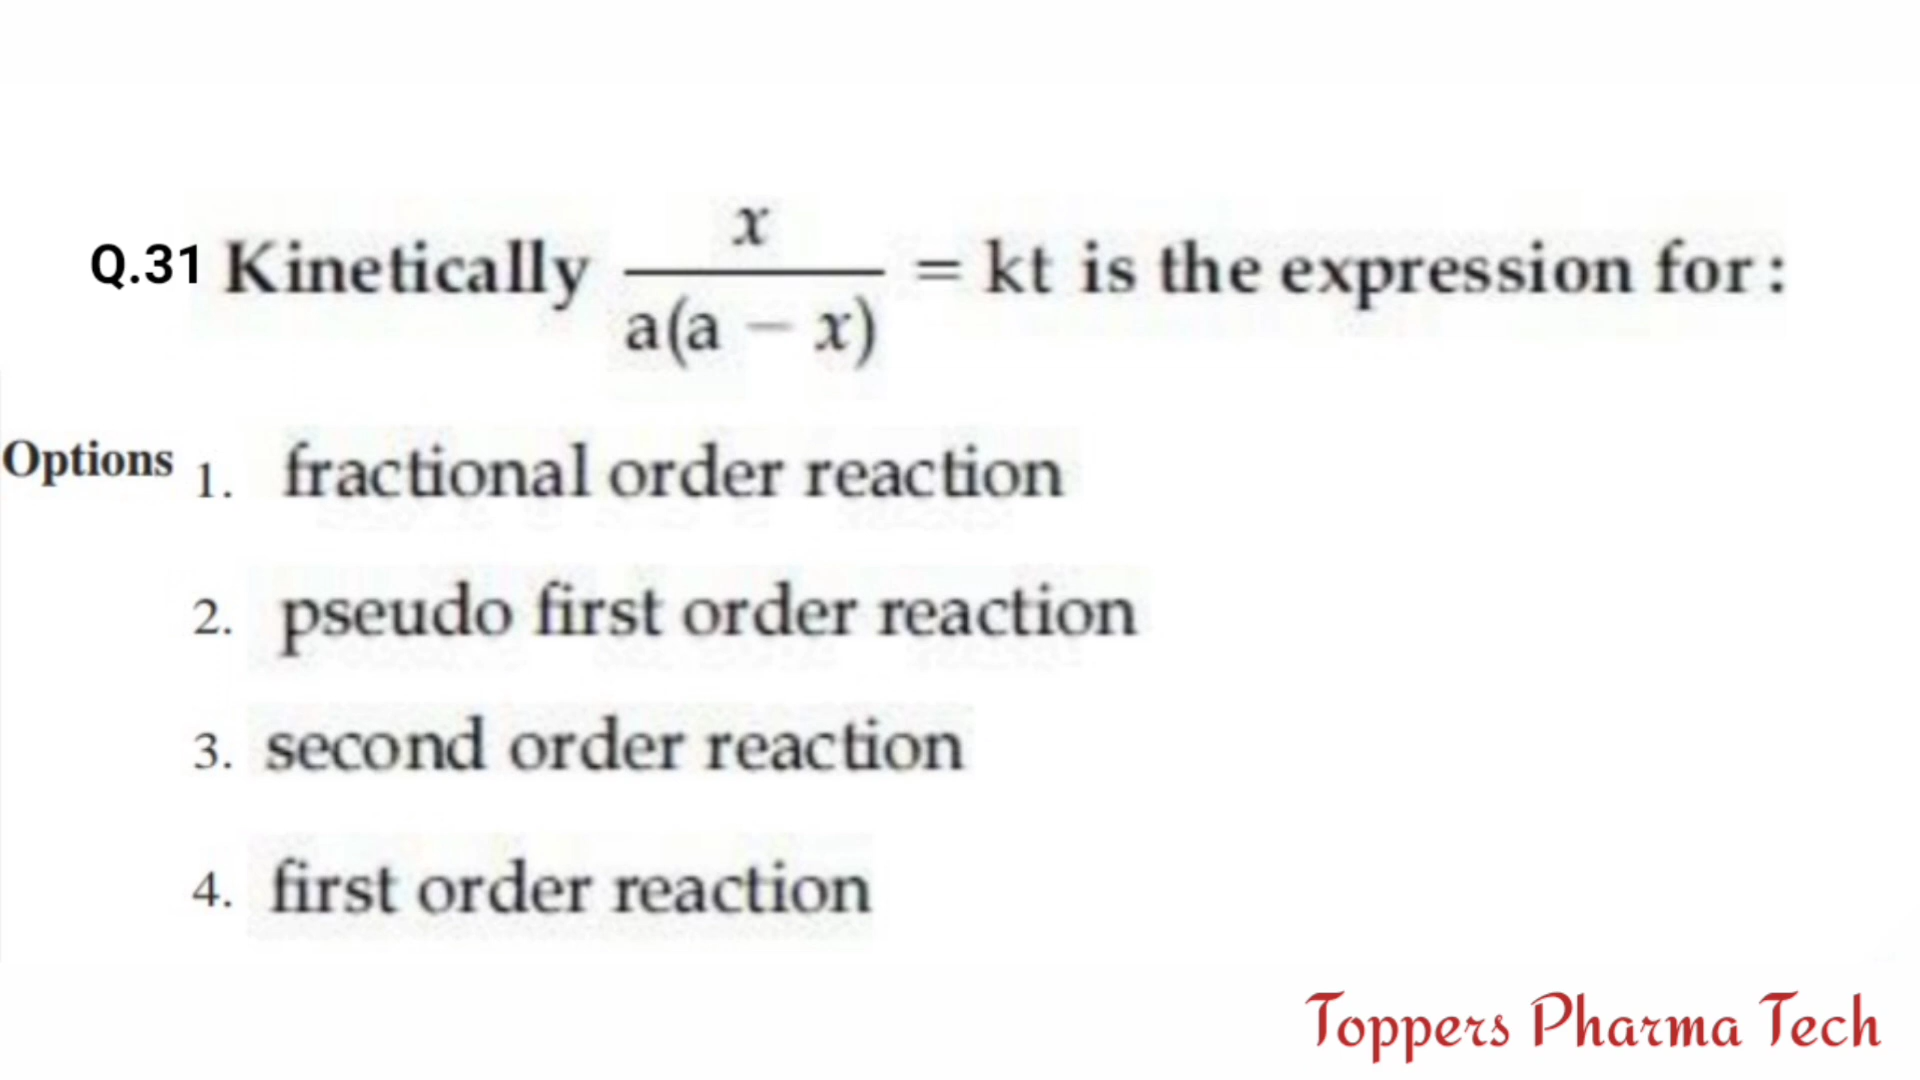 Q.31 Kinetically x/a(a − x) = kt is the expression for:
Options 1. fractional order reaction
2. pseudo first order reaction
3. second order reaction
4. first order reaction
Toppers Pharma Tech